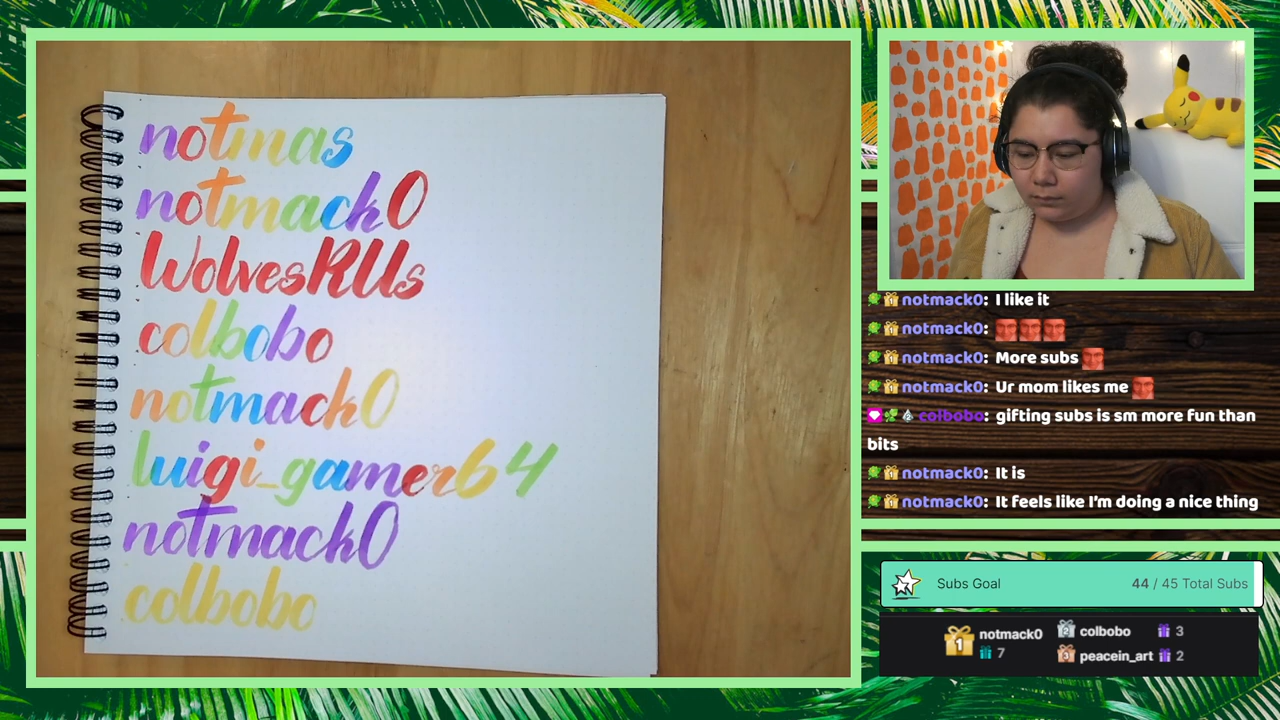 notmas
notmack0
WolvesRUs
colbobo
notmack0
luigi_gamer64
notmack0
colbobo
notmack0: I like it
notmack0:
notmack0: More subs
notmack0: Ur mom likes me
colbobo: gifting subs is sm more fun than
bits
notmack0: It is
notmack0: It feels like I'm doing a nice thing
Subs Goal 44 / 45 Total Subs
1 notmack0 7
2 colbobo 3
3 peacein_art 2